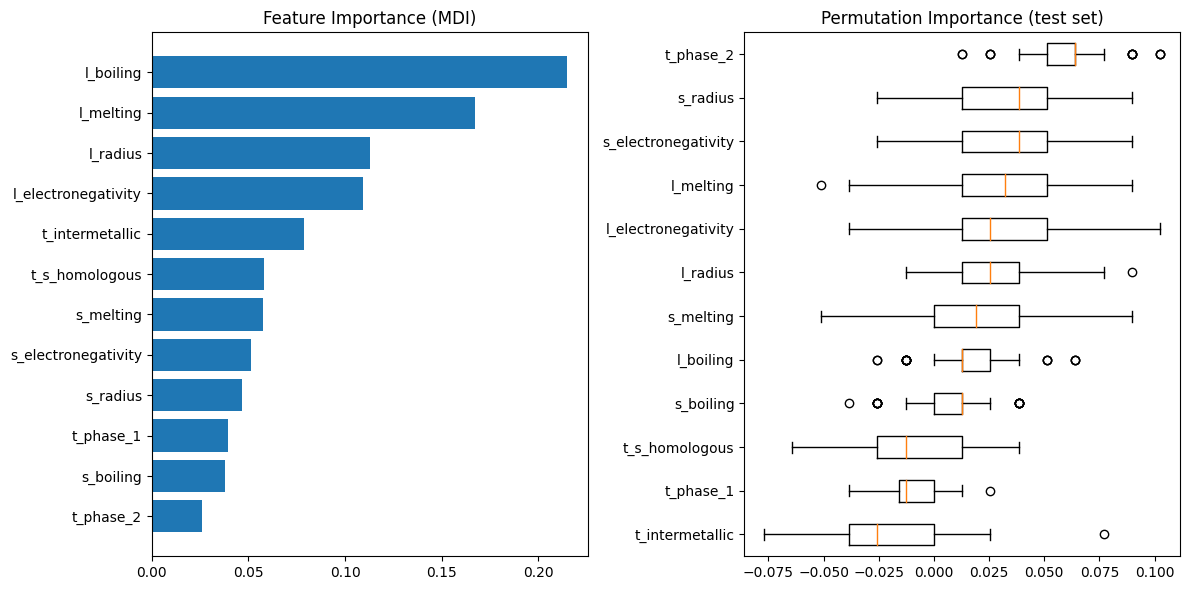 Feature Importance (MDI)
l_boiling
l_melting
l_radius
l_electronegativity
t_intermetallic
t_s_homologous
s_melting
s_electronegativity
s_radius
t_phase_1
s_boiling
t_phase_2
0.00 0.05 0.10 0.15 0.20
Permutation Importance (test set)
t_phase_2
s_radius
s_electronegativity
l_melting
l_electronegativity
l_radius
s_melting
l_boiling
s_boiling
t_s_homologous
t_phase_1
t_intermetallic
−0.075 −0.050 −0.025 0.000 0.025 0.050 0.075 0.100